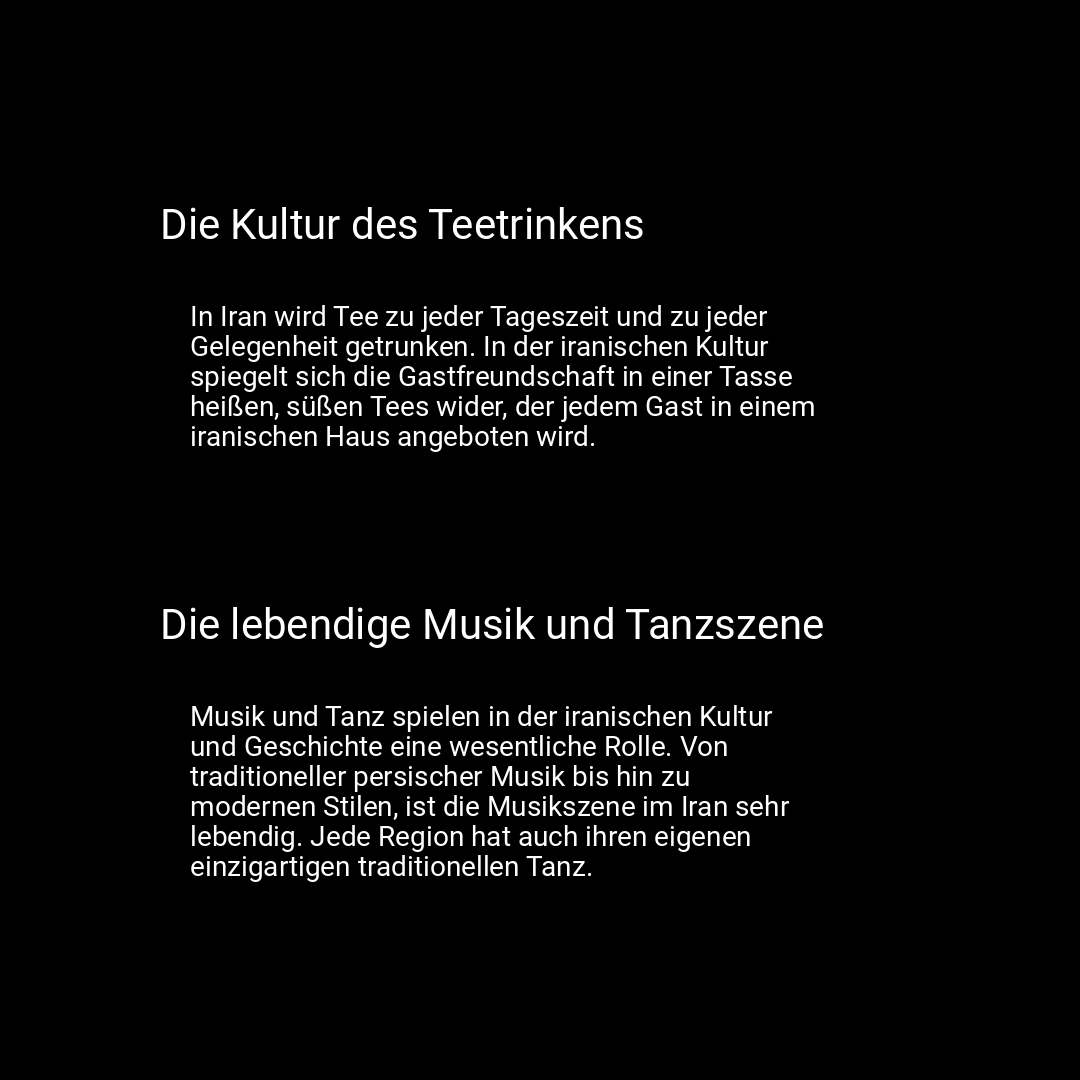 Die Kultur des Teetrinkens
In Iran wird Tee zu jeder Tageszeit und zu jeder
Gelegenheit getrunken. In der iranischen Kultur
spiegelt sich die Gastfreundschaft in einer Tasse
heißen, süßen Tees wider, der jedem Gast in einem
iranischen Haus angeboten wird.
Die lebendige Musik und Tanzszene
Musik und Tanz spielen in der iranischen Kultur
und Geschichte eine wesentliche Rolle. Von
traditioneller persischer Musik bis hin zu
modernen Stilen, ist die Musikszene im Iran sehr
lebendig. Jede Region hat auch ihren eigenen
einzigartigen traditionellen Tanz.